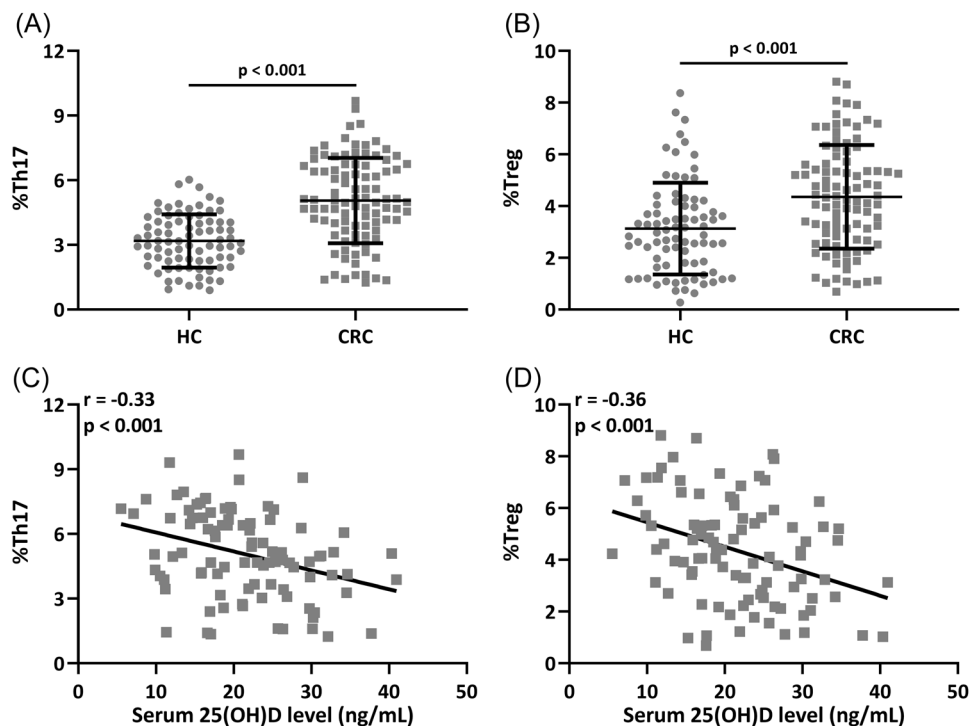 (A)
12
9
6
3
0
%Th17
p < 0.001
HC
CRC
(B)
10
8
6
4
2
0
%Treg
p < 0.001
HC
CRC
(C)
r = -0.33
p < 0.001
12
9
6
3
0
%Th17
0
10
20
30
40
50
Serum 25(OH)D level (ng/mL)
(D)
r = -0.36
p < 0.001
10
8
6
4
2
0
%Treg
0
10
20
30
40
50
Serum 25(OH)D level (ng/mL)